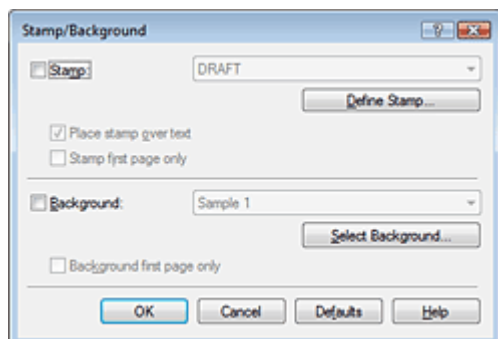 Stamp/Background
Stamp: DRAFT
Define Stamp...
Place stamp over text
Stamp first page only
Background: Sample 1
Select Background...
Background first page only
OK Cancel Defaults Help